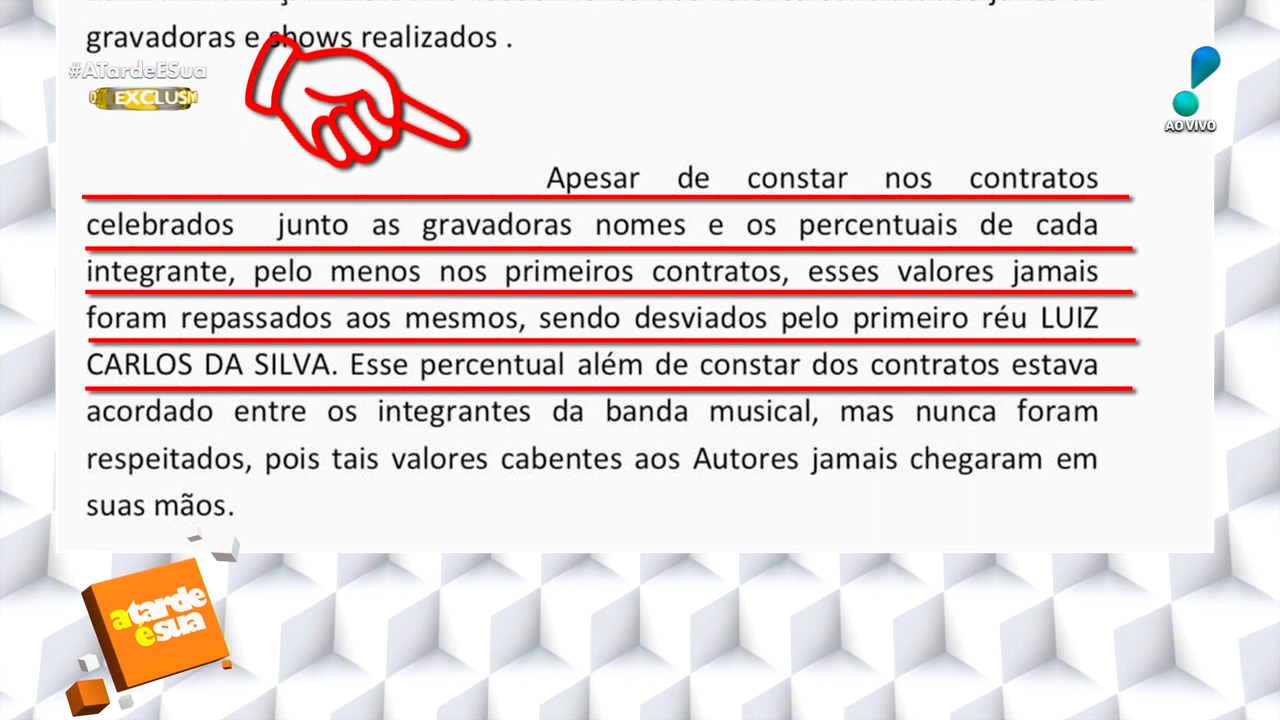 gravadoras e shows realizados .
#ATardeESua
EXCLUSIV
AO VIVO
Apesar de constar nos contratos
celebrados junto as gravadoras nomes e os percentuais de cada
integrante, pelo menos nos primeiros contratos, esses valores jamais
foram repassados aos mesmos, sendo desviados pelo primeiro réu LUIZ
CARLOS DA SILVA. Esse percentual além de constar dos contratos estava
acordado entre os integrantes da banda musical, mas nunca foram
respeitados, pois tais valores cabentes aos Autores jamais chegaram em
suas mãos.
a tarde
é sua